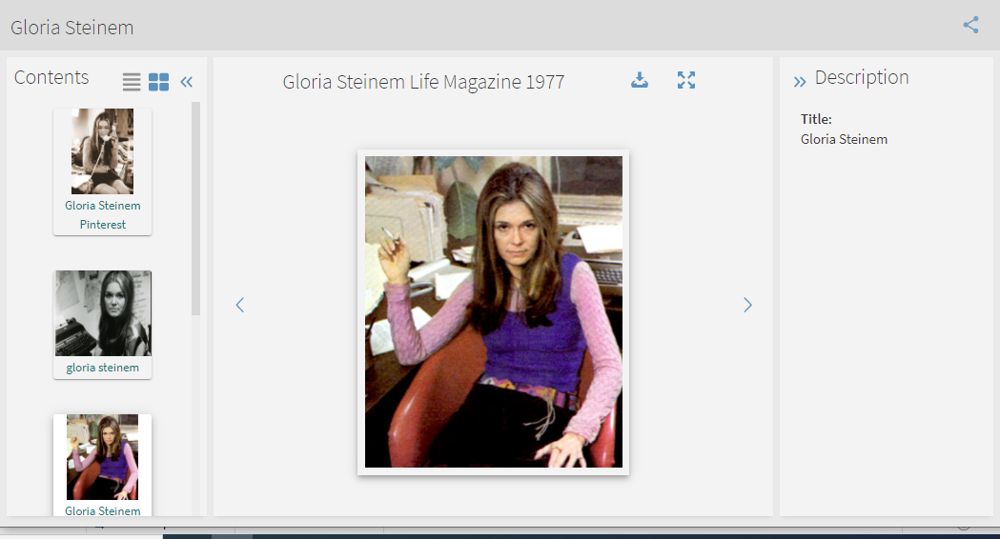 Gloria Steinem
Contents
Gloria Steinem
Pinterest
gloria steinem
Gloria Steinem
Gloria Steinem Life Magazine 1977
Description
Title:
Gloria Steinem